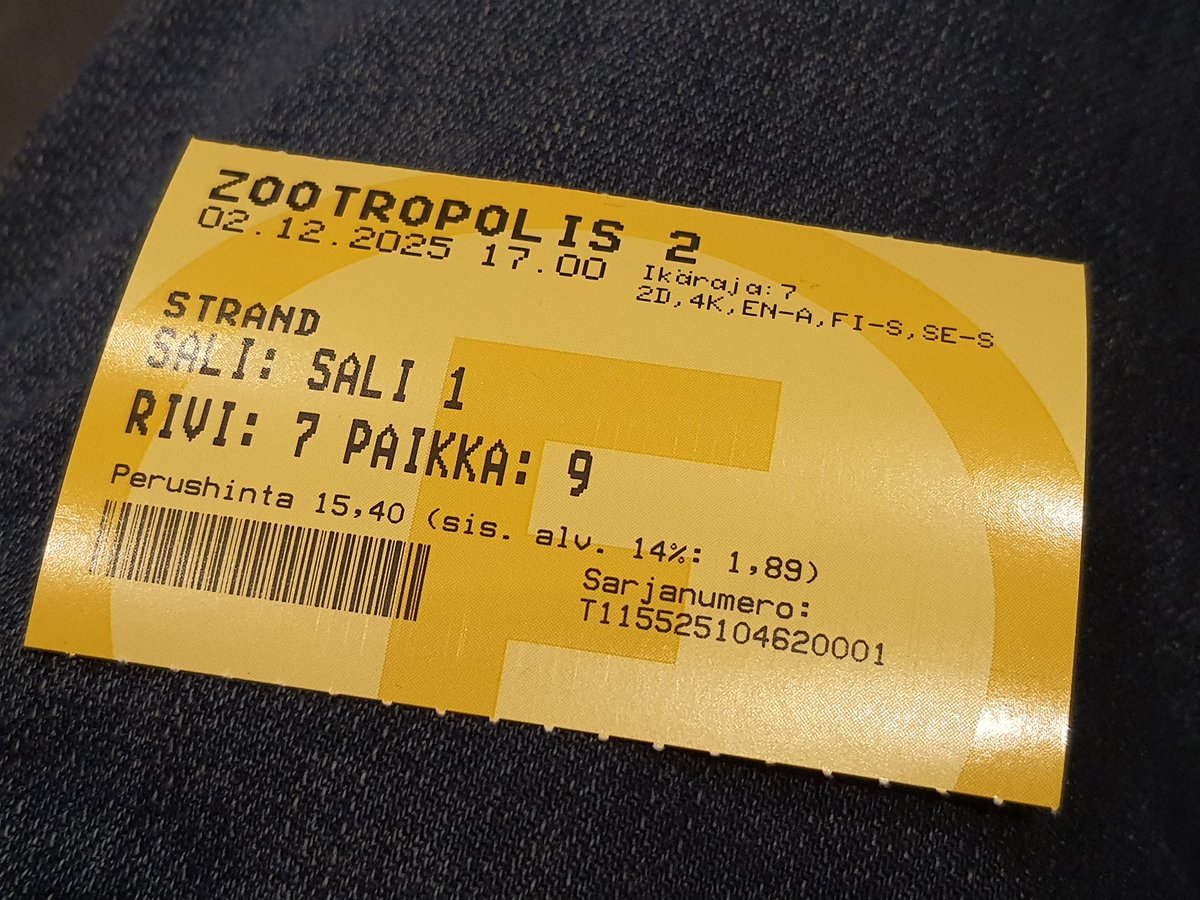 ZOOTROPOLIS 2
02.12.2025 17.00
Ikäraja:7
2D,4K,EN-A,FI-S,SE-S
STRAND
SALI: SALI 1
RIVI: 7 PAIKKA: 9
Perushinta 15,40 (sis. alv. 14%: 1,89)
Sarjanumero:
T115525104620001